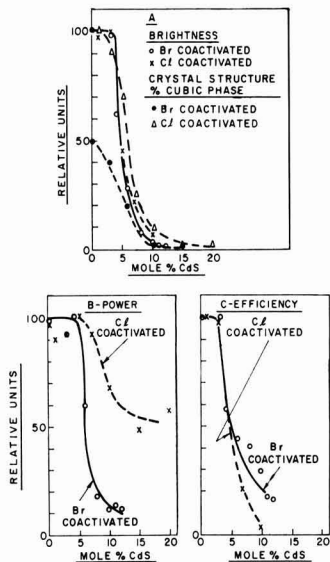 A
BRIGHTNESS
o Br COACTIVATED
x Cl COACTIVATED
CRYSTAL STRUCTURE
% CUBIC PHASE
• Br COACTIVATED
Δ Cl COACTIVATED
RELATIVE UNITS
100
50
0
0 5 10 15 20
MOLE % CdS
B-POWER
Cl
COACTIVATED
Br
COACTIVATED
RELATIVE UNITS
100
50
0
0 5 10 15 20
MOLE % CdS
C-EFFICIENCY
Cl
COACTIVATED
Br
COACTIVATED
0 5 10 15
MOLE % CdS